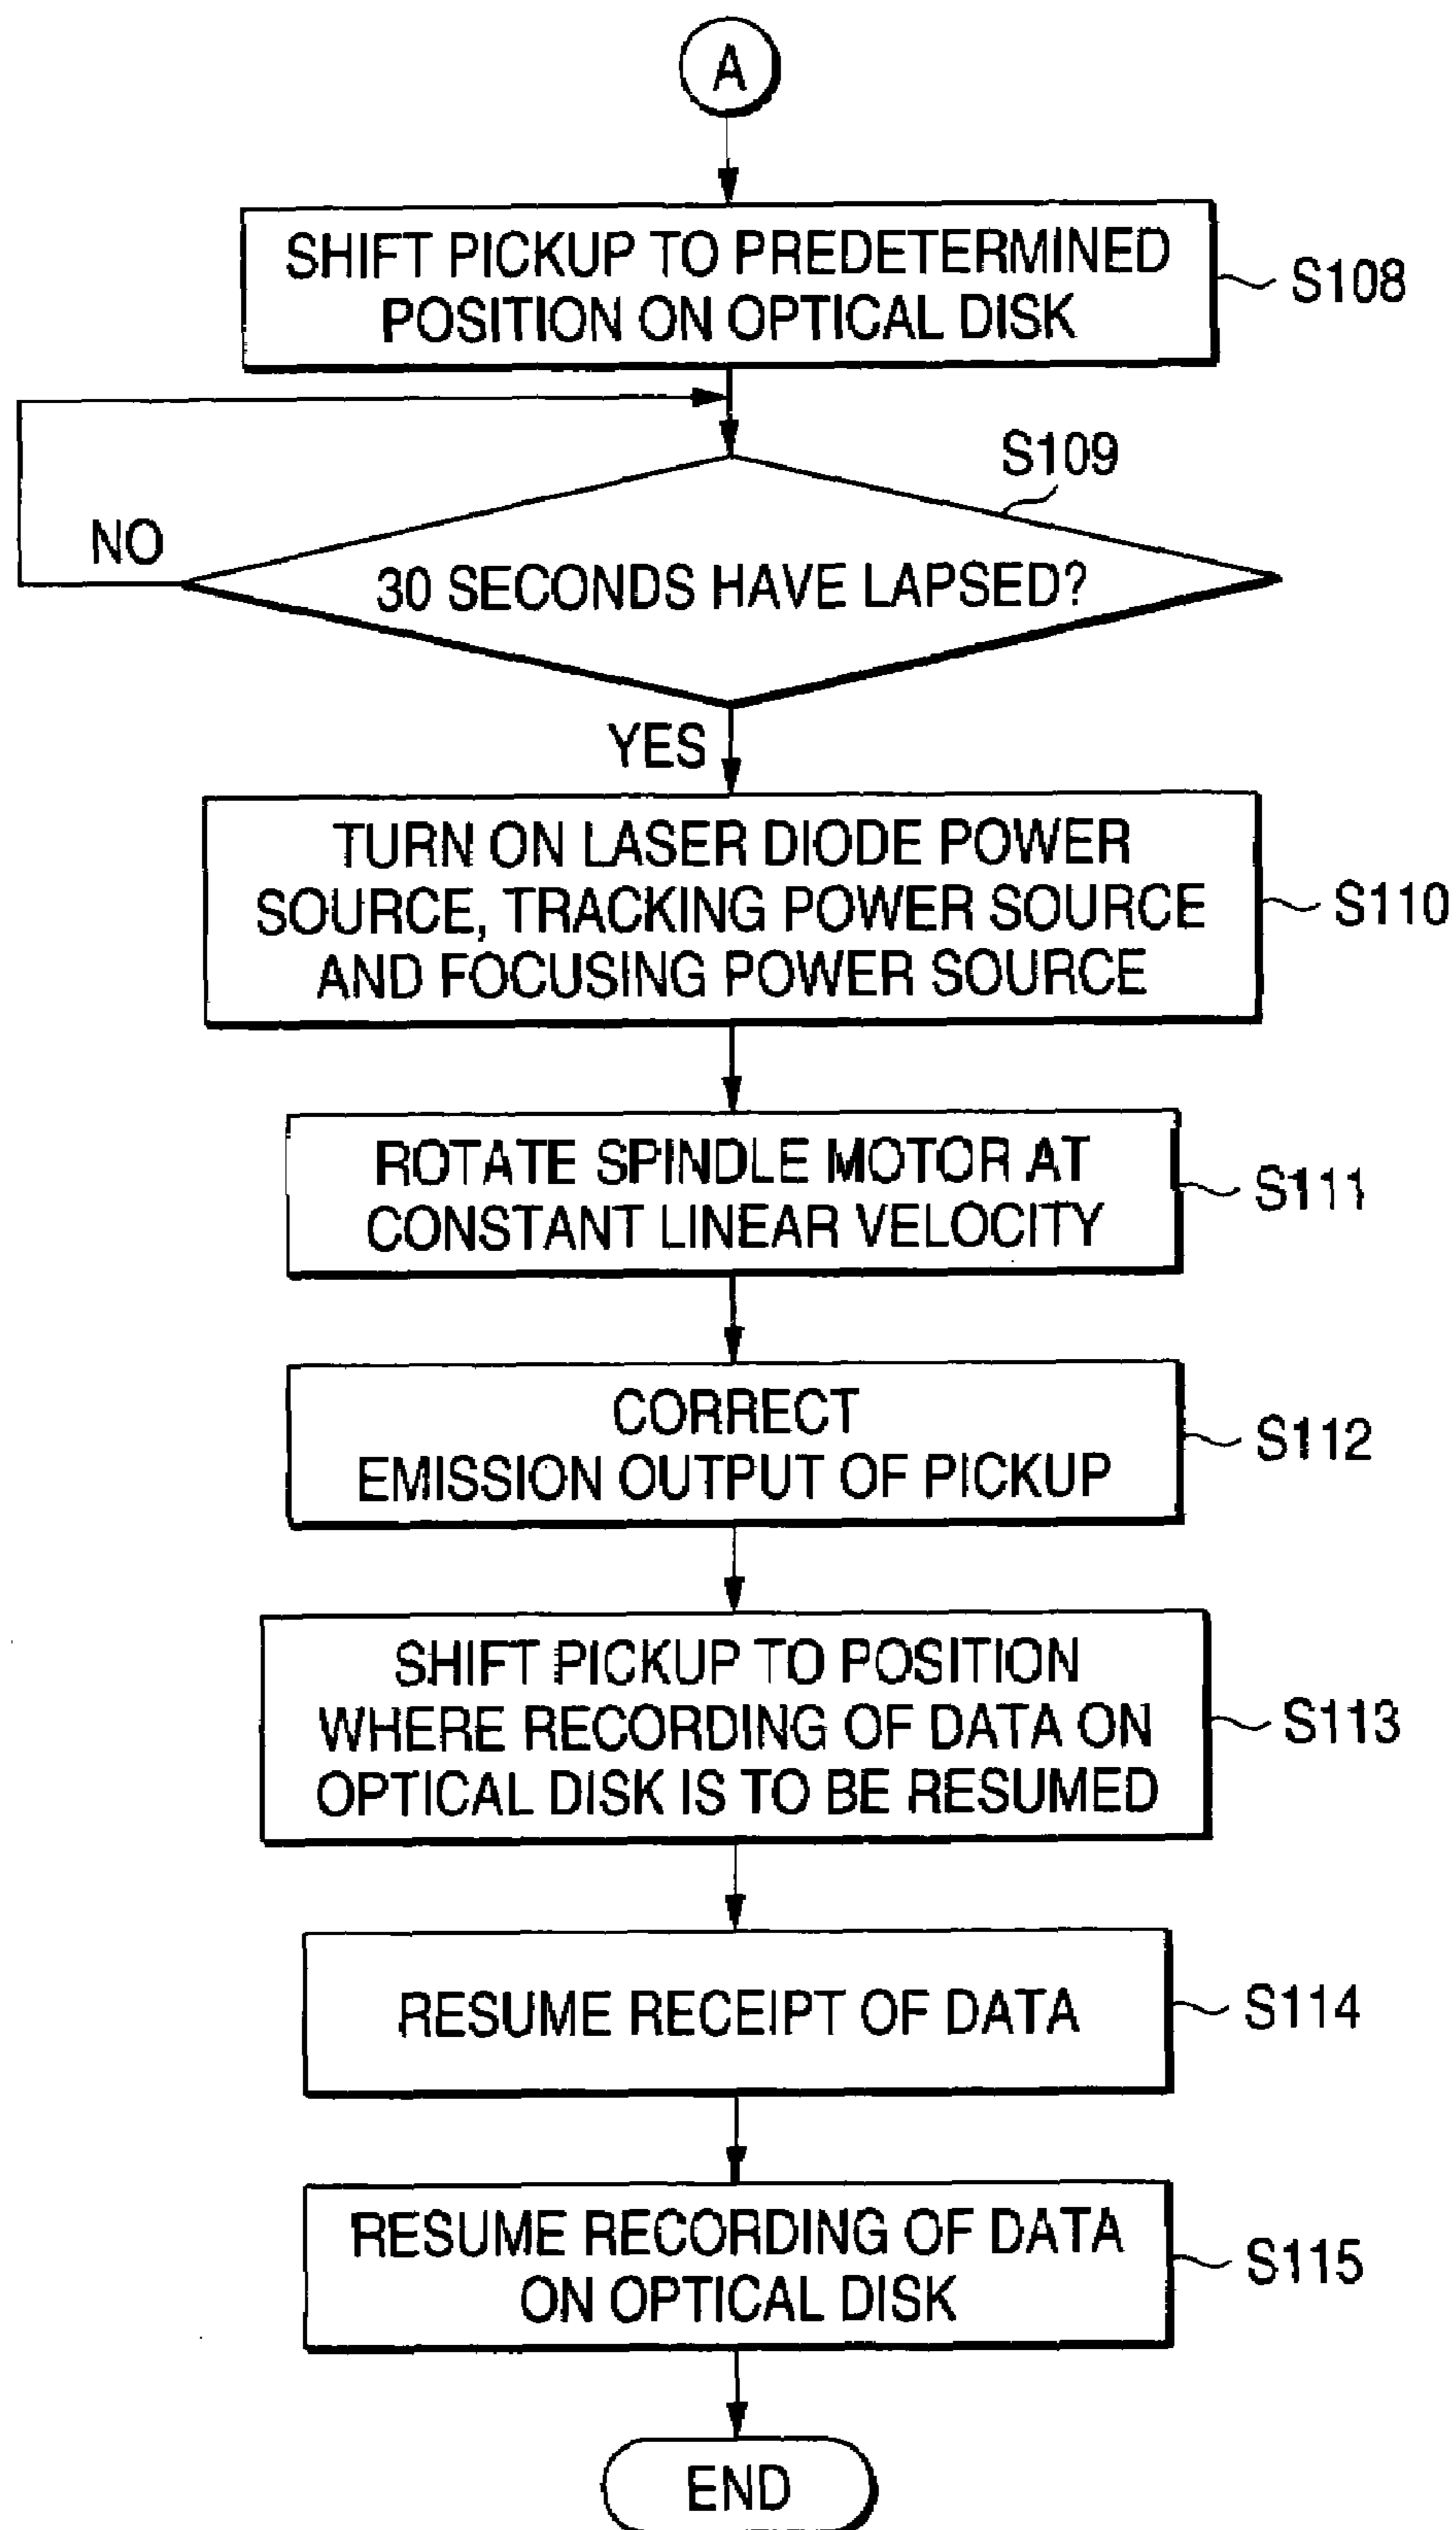 A
SHIFT PICKUP TO PREDETERMINED
POSITION ON OPTICAL DISK
S108
S109
NO
30 SECONDS HAVE LAPSED?
YES
TURN ON LASER DIODE POWER
SOURCE, TRACKING POWER SOURCE
AND FOCUSING POWER SOURCE
S110
ROTATE SPINDLE MOTOR AT
CONSTANT LINEAR VELOCITY
S111
CORRECT
EMISSION OUTPUT OF PICKUP
S112
SHIFT PICKUP TO POSITION
WHERE RECORDING OF DATA ON
OPTICAL DISK IS TO BE RESUMED
S113
RESUME RECEIPT OF DATA
S114
RESUME RECORDING OF DATA
ON OPTICAL DISK
S115
END